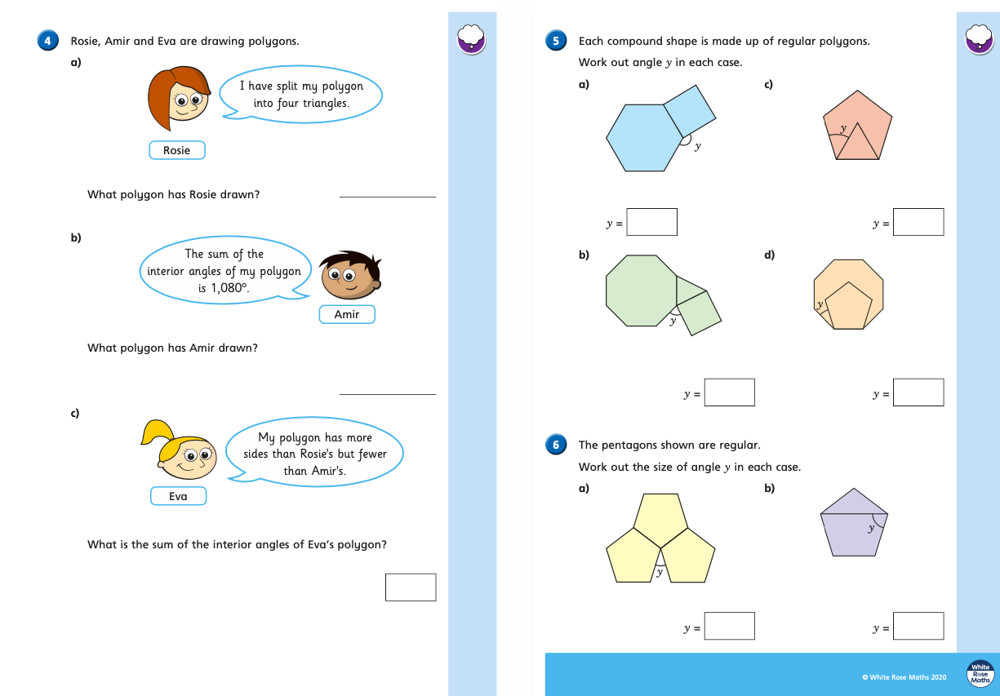 4
Rosie, Amir and Eva are drawing polygons.
a)
I have split my polygon
into four triangles.
Rosie
What polygon has Rosie drawn?
b)
The sum of the
interior angles of my polygon
is 1,080°.
Amir
What polygon has Amir drawn?
c)
My polygon has more
sides than Rosie's but fewer
than Amir's.
Eva
What is the sum of the interior angles of Eva's polygon?
5
Each compound shape is made up of regular polygons.
Work out angle y in each case.
a)
y
y =
c)
y
y =
b)
y
y =
d)
y
y =
6
The pentagons shown are regular.
Work out the size of angle y in each case.
a)
y
y =
b)
y
y =
© White Rose Maths 2020
White
Rose
Maths